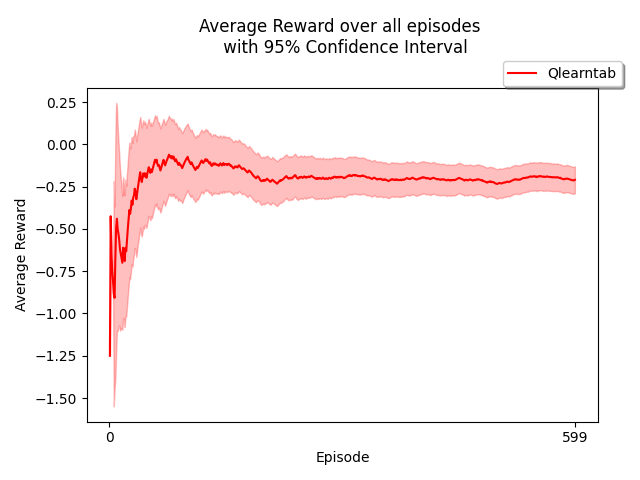 Average Reward over all episodes
with 95% Confidence Interval
Qlearntab
0.25
0.00
−0.25
−0.50
−0.75
−1.00
−1.25
−1.50
Average Reward
0
599
Episode